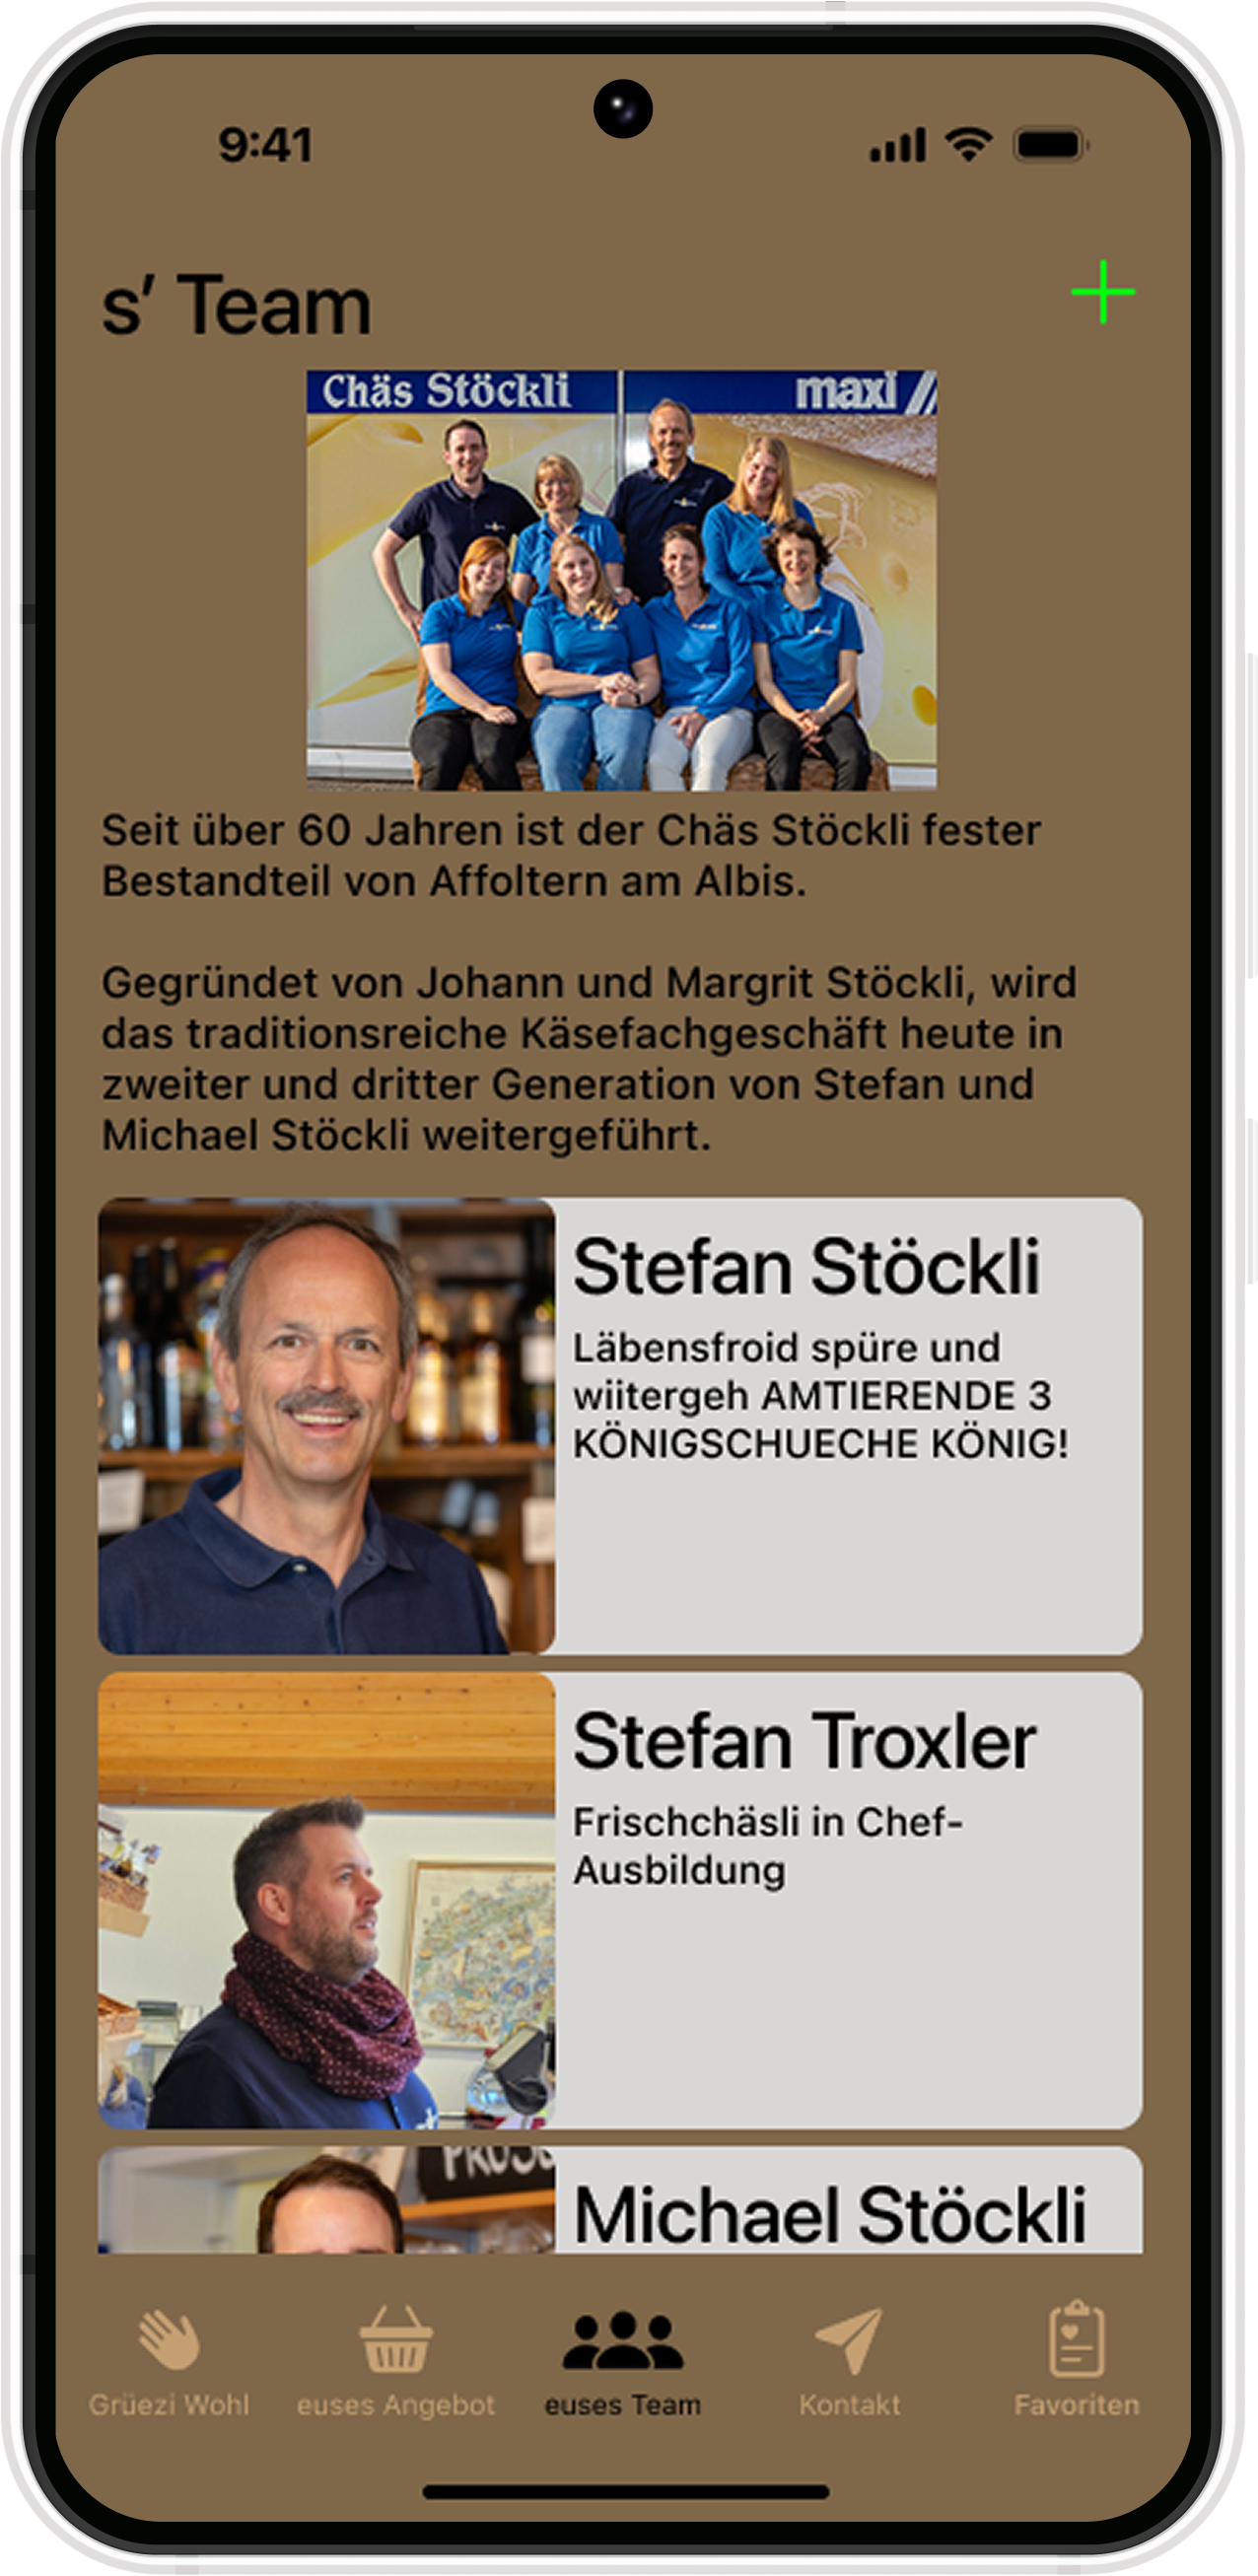 9:41
s’ Team
Chäs Stöckli
maxi
Seit über 60 Jahren ist der Chäs Stöckli fester
Bestandteil von Affoltern am Albis.
Gegründet von Johann und Margrit Stöckli, wird
das traditionsreiche Käsefachgeschäft heute in
zweiter und dritter Generation von Stefan und
Michael Stöckli weitergeführt.
Stefan Stöckli
Läbensfroid spüre und
wiitergeh AMTIERENDE 3
KÖNIGSCHUECHE KÖNIG!
Stefan Troxler
Frischchäsli in Chef-
Ausbildung
Michael Stöckli
Grüezi Wohl
euses Angebot
euses Team
Kontakt
Favoriten